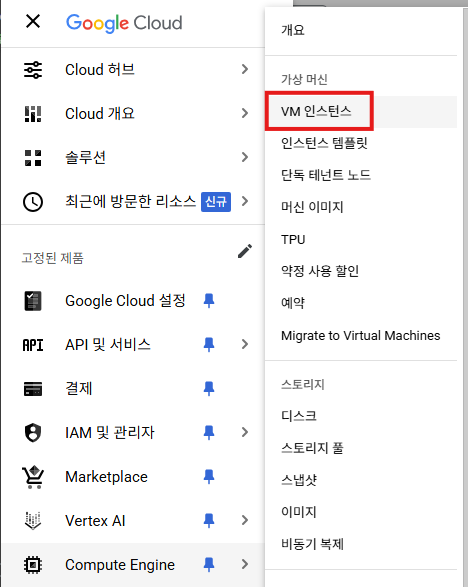 Google Cloud
Cloud 허브
Cloud 개요
솔루션
최근에 방문한 리소스 신규
고정된 제품
Google Cloud 설정
API API 및 서비스
결제
IAM 및 관리자
Marketplace
Vertex AI
Compute Engine
개요
가상 머신
VM 인스턴스
인스턴스 템플릿
단독 테넌트 노드
머신 이미지
TPU
약정 사용 할인
예약
Migrate to Virtual Machines
스토리지
디스크
스토리지 풀
스냅샷
이미지
비동기 복제